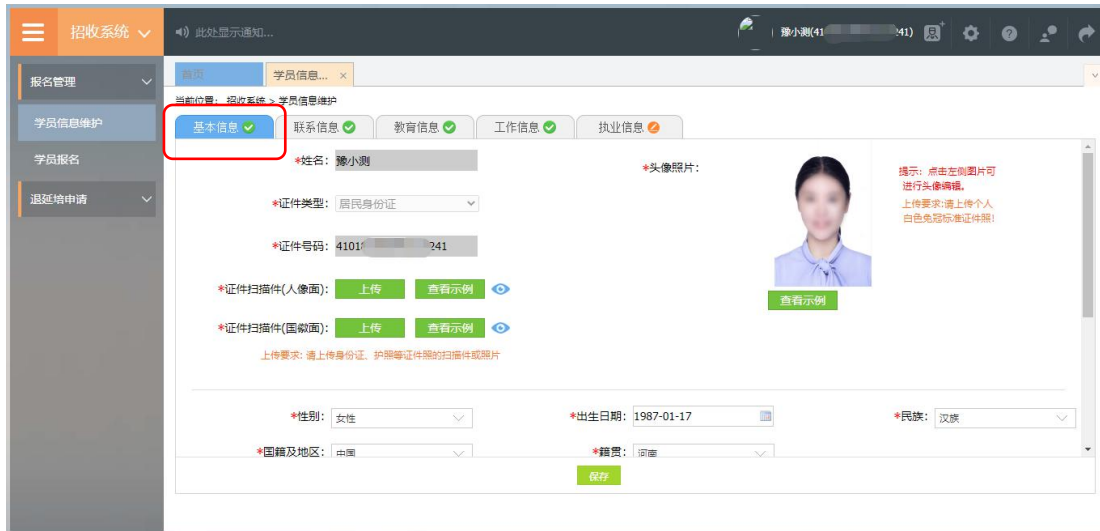 招收系统
此处显示通知...
豫小测(41 241)
报名管理
学员信息维护
学员报名
退延培申请
首页
学员信息... ×
当前位置： 招收系统 > 学员信息维护
基本信息
联系信息
教育信息
工作信息
执业信息
*姓名： 豫小测
*头像照片：
提示：点击左侧图片可
进行头像编辑。
上传要求:请上传个人
白色免冠标准证件照!
*证件类型： 居民身份证
*证件号码： 4101 241
查看示例
*证件扫描件(人像面)： 上传 查看示例
*证件扫描件(国徽面)： 上传 查看示例
上传要求: 请上传身份证、护照等证件照的扫描件或照片
*性别： 女性
*出生日期： 1987-01-17
*民族： 汉族
*国籍及地区： 中国
*籍贯： 河南
保存